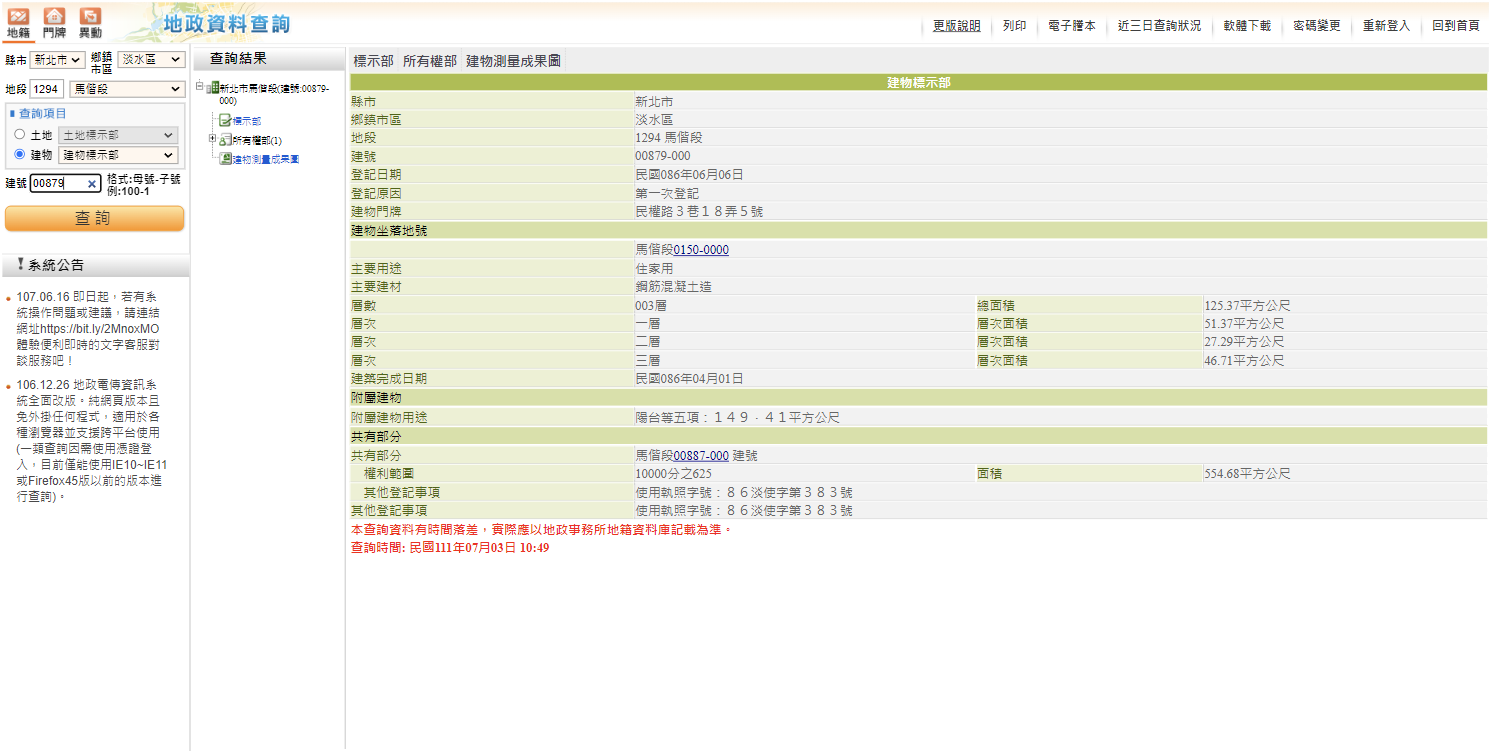 地籍 門牌 異動 地政資料查詢 更版說明 列印 電子謄本 近三日查詢狀況 軟體下載 密碼變更 重新登入 回到首頁
縣市 新北市 鄉鎮市區 淡水區
地段 1294 馬偕段
查詢項目
土地 土地標示部
建物 建物標示部
建號 00879 格式:母號-子號
例:100-1
查詢
系統公告
107.06.16 即日起，若有系
統操作問題或建議，請連結
網址https://bit.ly/2MnoxMO
體驗便利即時的文字客服對
談服務吧！
106.12.26 地政電傳資訊系
統全面改版。純網頁版本且
免外掛任何程式，適用於各
種瀏覽器並支援跨平台使用
(一類查詢因需使用憑證登
入，目前僅能使用IE10~IE11
或Firefox45版以前的版本進
行查詢)。
查詢結果
新北市馬偕段(建號:00879-
000)
標示部
所有權部(1)
建物測量成果圖
標示部 所有權部 建物測量成果圖
建物標示部
縣市 新北市
鄉鎮市區 淡水區
地段 1294 馬偕段
建號 00879-000
登記日期 民國086年06月06日
登記原因 第一次登記
建物門牌 民權路３巷１８弄５號
建物坐落地號
馬偕段0150-0000
主要用途 住家用
主要建材 鋼筋混凝土造
層數 003層 總面積 125.37平方公尺
層次 一層 層次面積 51.37平方公尺
層次 二層 層次面積 27.29平方公尺
層次 三層 層次面積 46.71平方公尺
建築完成日期 民國086年04月01日
附屬建物
附屬建物用途 陽台等五項：１４９．４１平方公尺
共有部分
共有部分 馬偕段00887-000 建號
權利範圍 10000分之625 面積 554.68平方公尺
其他登記事項 使用執照字號：８６淡使字第３８３號
其他登記事項 使用執照字號：８６淡使字第３８３號
本查詢資料有時間落差，實際應以地政事務所地籍資料庫記載為準。
查詢時間: 民國111年07月03日 10:49